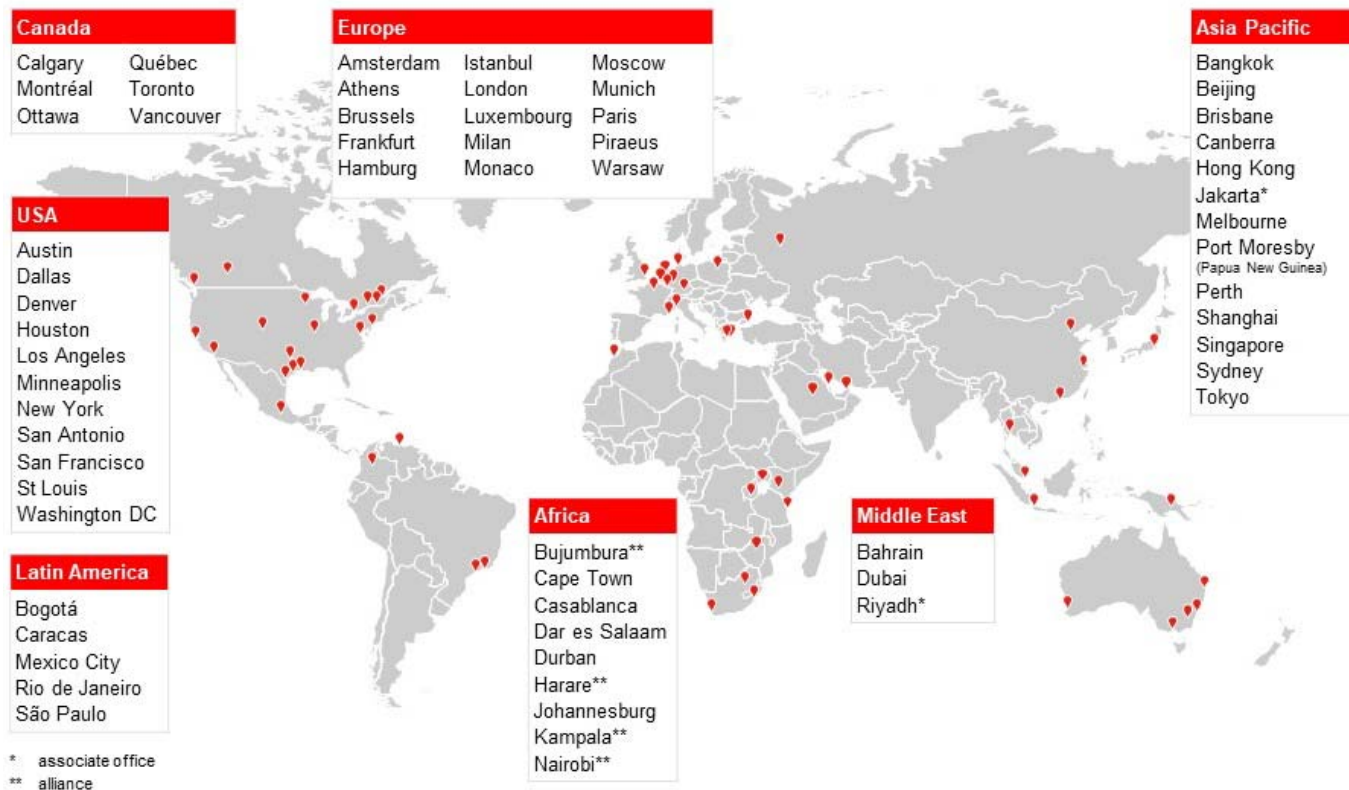 Canada
Calgary Québec
Montréal Toronto
Ottawa Vancouver
Europe
Amsterdam Istanbul Moscow
Athens London Munich
Brussels Luxembourg Paris
Frankfurt Milan Piraeus
Hamburg Monaco Warsaw
Asia Pacific
Bangkok
Beijing
Brisbane
Canberra
Hong Kong
Jakarta*
Melbourne
Port Moresby
(Papua New Guinea)
Perth
Shanghai
Singapore
Sydney
Tokyo
USA
Austin
Dallas
Denver
Houston
Los Angeles
Minneapolis
New York
San Antonio
San Francisco
St Louis
Washington DC
Latin America
Bogotá
Caracas
Mexico City
Rio de Janeiro
São Paulo
Africa
Bujumbura**
Cape Town
Casablanca
Dar es Salaam
Durban
Harare**
Johannesburg
Kampala**
Nairobi**
Middle East
Bahrain
Dubai
Riyadh*
* associate office
** alliance